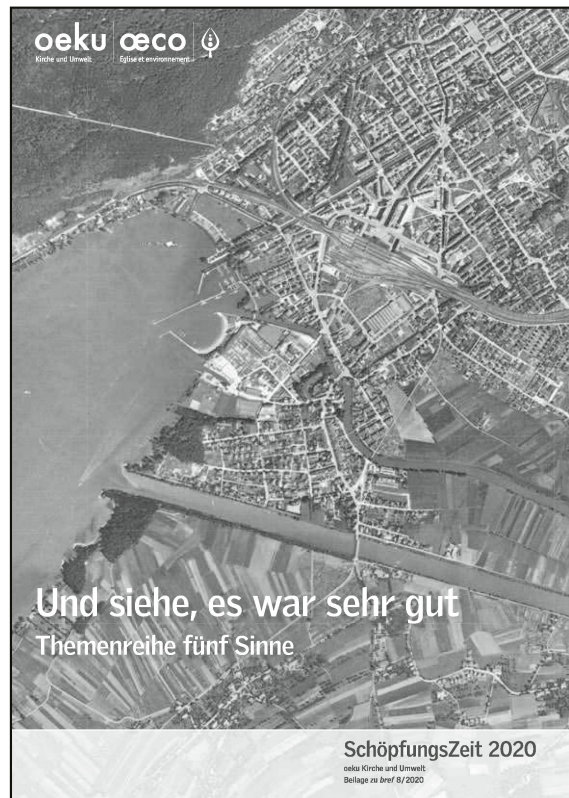 oeku œco
Kirche und Umwelt Eglise et environnement
Und siehe, es war sehr gut
Themenreihe fünf Sinne
SchöpfungsZeit 2020
oeku Kirche und Umwelt
Beilage zu bref 8/2020